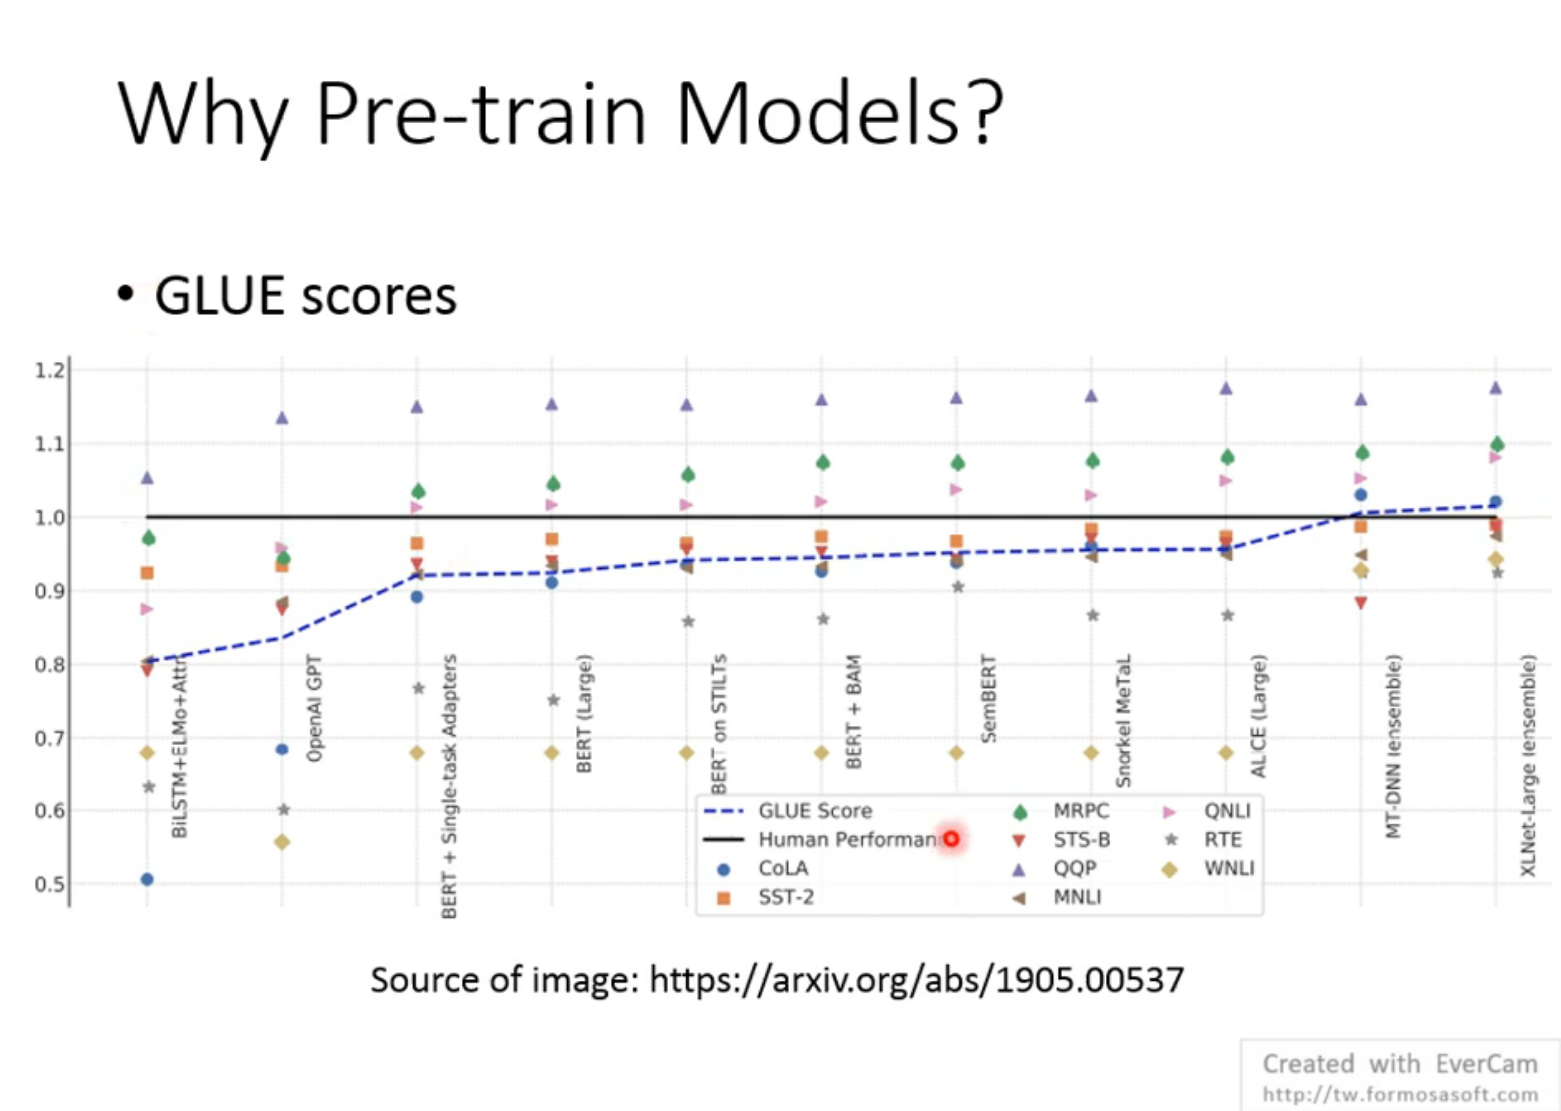 Why Pre-train Models?
• GLUE scores
1.2
1.1
1.0
0.9
0.8
0.7
0.6
0.5
BiLSTM+ELMo+Attn
OpenAI GPT
BERT + Single-task Adapters
BERT (Large)
BERT on STILTs
BERT + BAM
SemBERT
Snorkel MeTaL
ALICE (Large)
MT-DNN (ensemble)
XLNet-Large (ensemble)
GLUE Score
Human Performan
CoLA
SST-2
MRPC
STS-B
QQP
MNLI
QNLI
RTE
WNLI
Source of image: https://arxiv.org/abs/1905.00537
Created with EverCam
http://tw.formosasoft.com